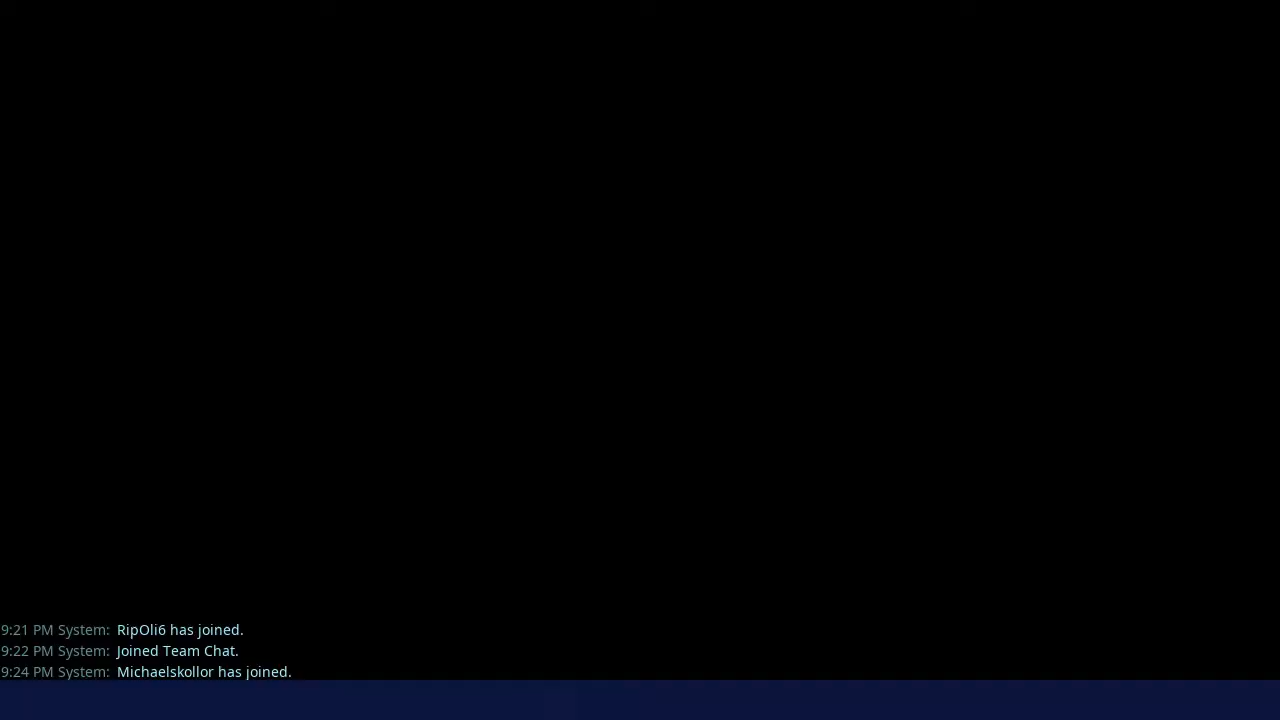 9:21 PM System: RipOli6 has joined.
9:22 PM System: Joined Team Chat.
9:24 PM System: Michaelskollor has joined.